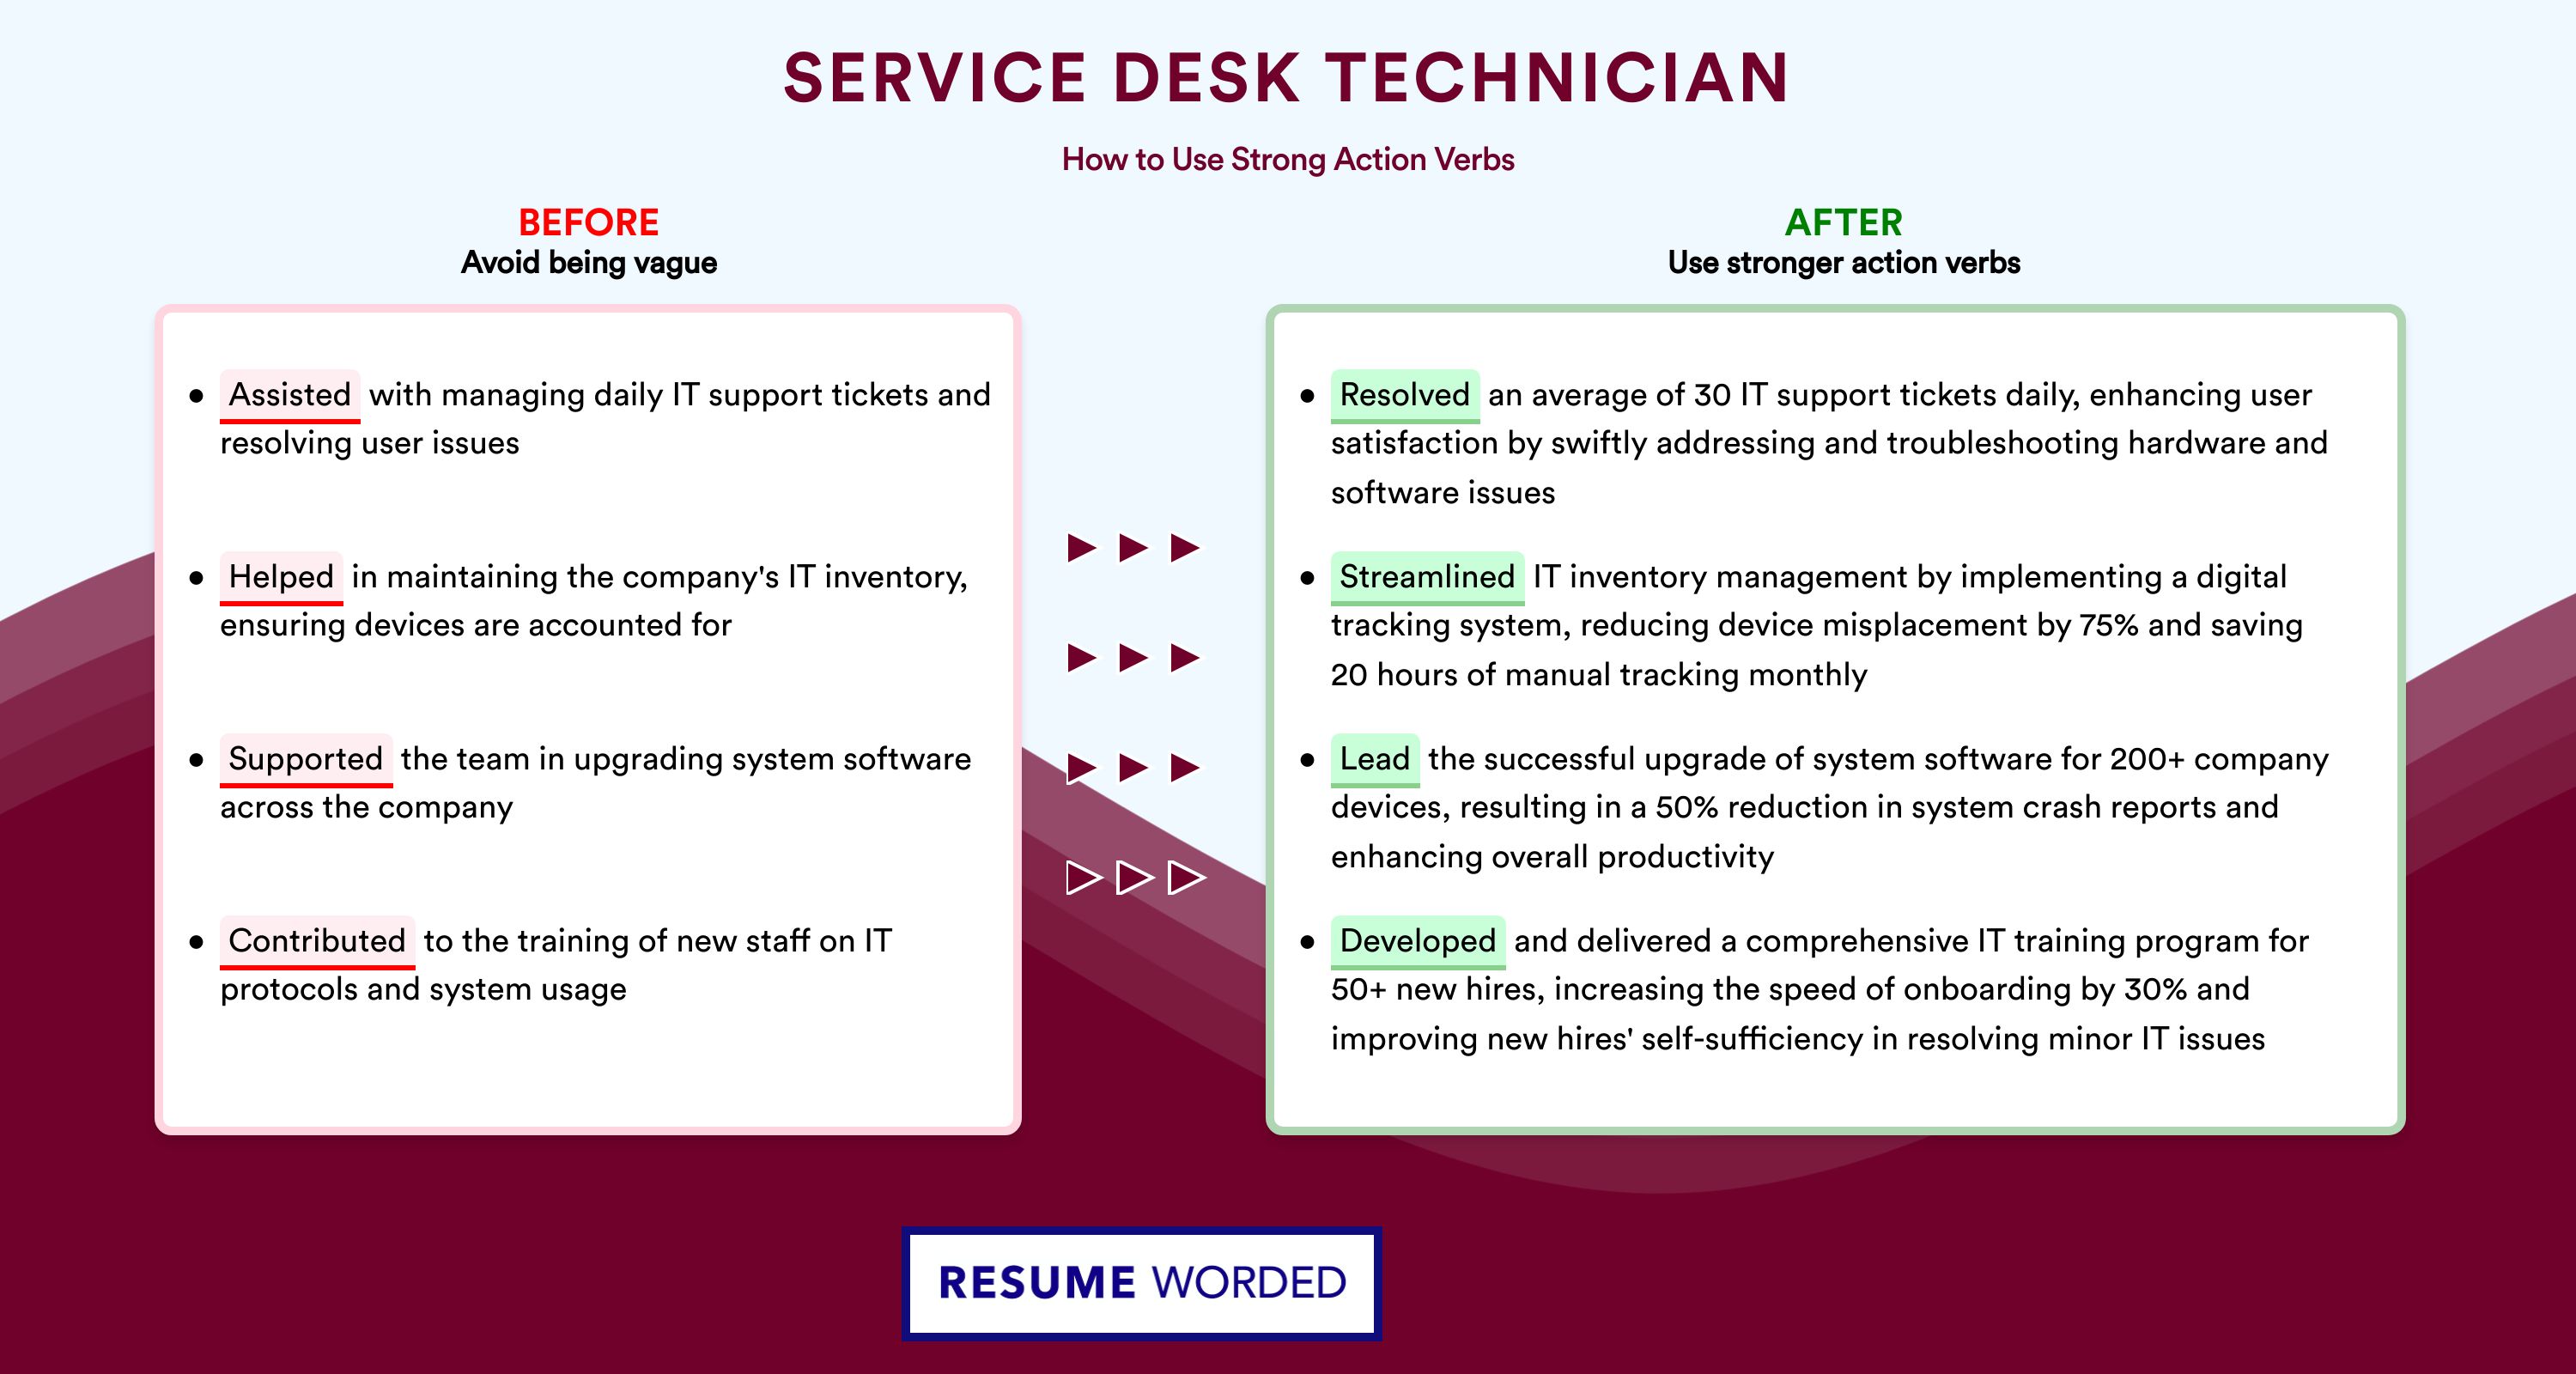 SERVICE DESK TECHNICIAN
How to Use Strong Action Verbs
BEFORE
Avoid being vague
• Assisted with managing daily IT support tickets and
resolving user issues
• Helped in maintaining the company's IT inventory,
ensuring devices are accounted for
• Supported the team in upgrading system software
across the company
• Contributed to the training of new staff on IT
protocols and system usage
AFTER
Use stronger action verbs
• Resolved an average of 30 IT support tickets daily, enhancing user
satisfaction by swiftly addressing and troubleshooting hardware and
software issues
• Streamlined IT inventory management by implementing a digital
tracking system, reducing device misplacement by 75% and saving
20 hours of manual tracking monthly
• Lead the successful upgrade of system software for 200+ company
devices, resulting in a 50% reduction in system crash reports and
enhancing overall productivity
• Developed and delivered a comprehensive IT training program for
50+ new hires, increasing the speed of onboarding by 30% and
improving new hires' self-sufficiency in resolving minor IT issues
RESUME WORDED